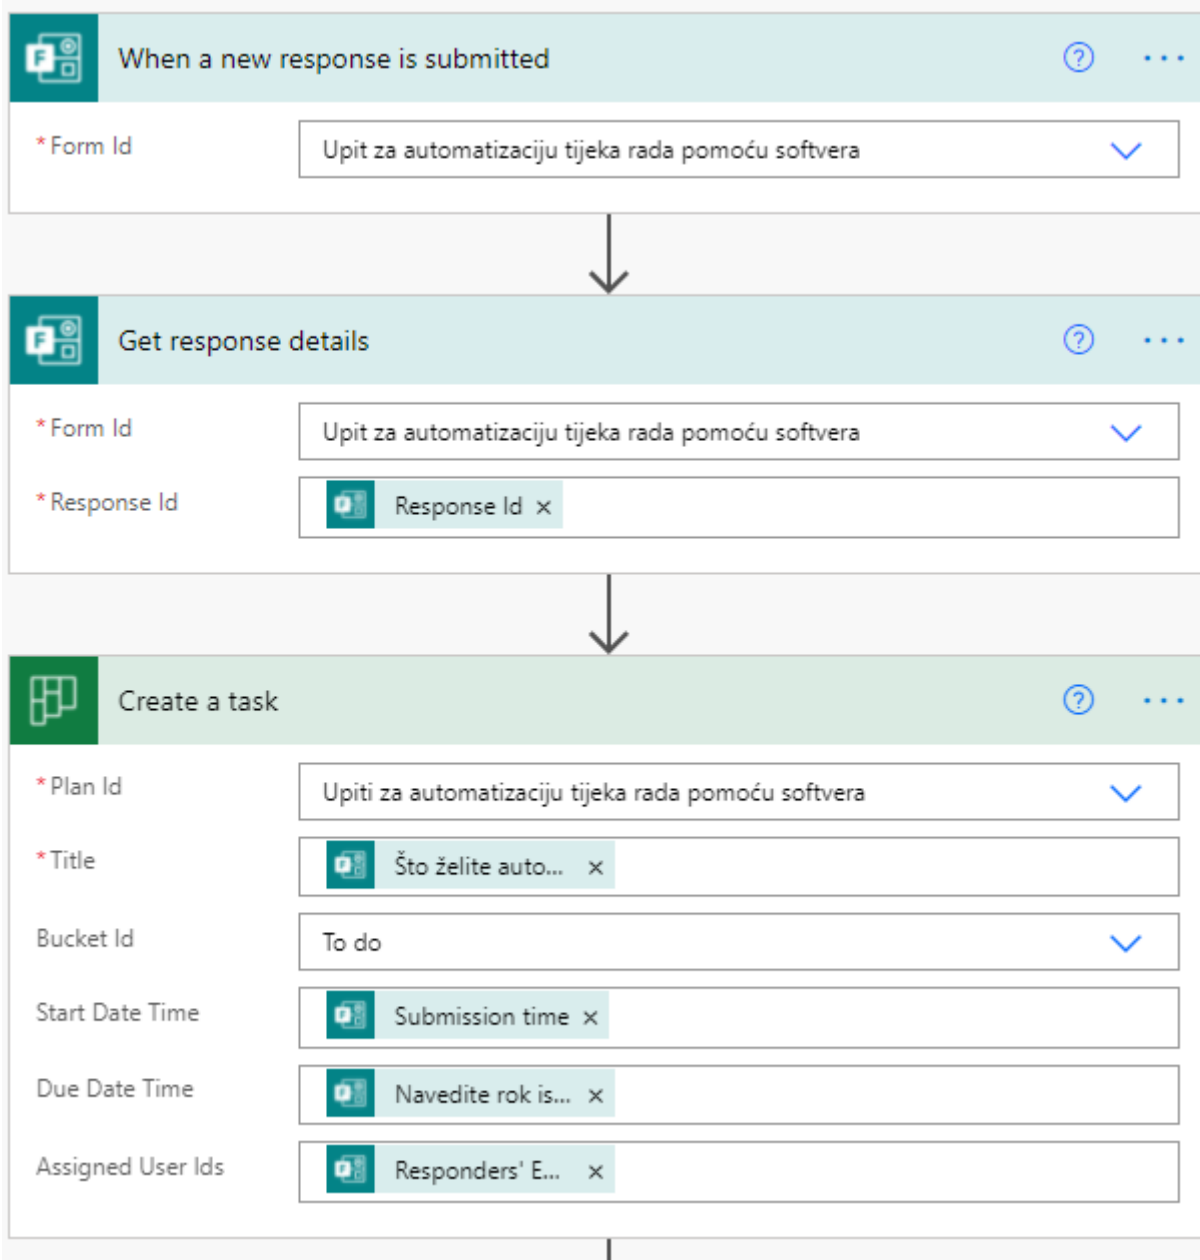 When a new response is submitted
* Form Id
Upit za automatizaciju tijeka rada pomoću softvera
Get response details
* Form Id
Upit za automatizaciju tijeka rada pomoću softvera
* Response Id
Response Id ×
Create a task
* Plan Id
Upiti za automatizaciju tijeka rada pomoću softvera
* Title
Što želite auto... ×
Bucket Id
To do
Start Date Time
Submission time ×
Due Date Time
Navedite rok is... ×
Assigned User Ids
Responders' E... ×